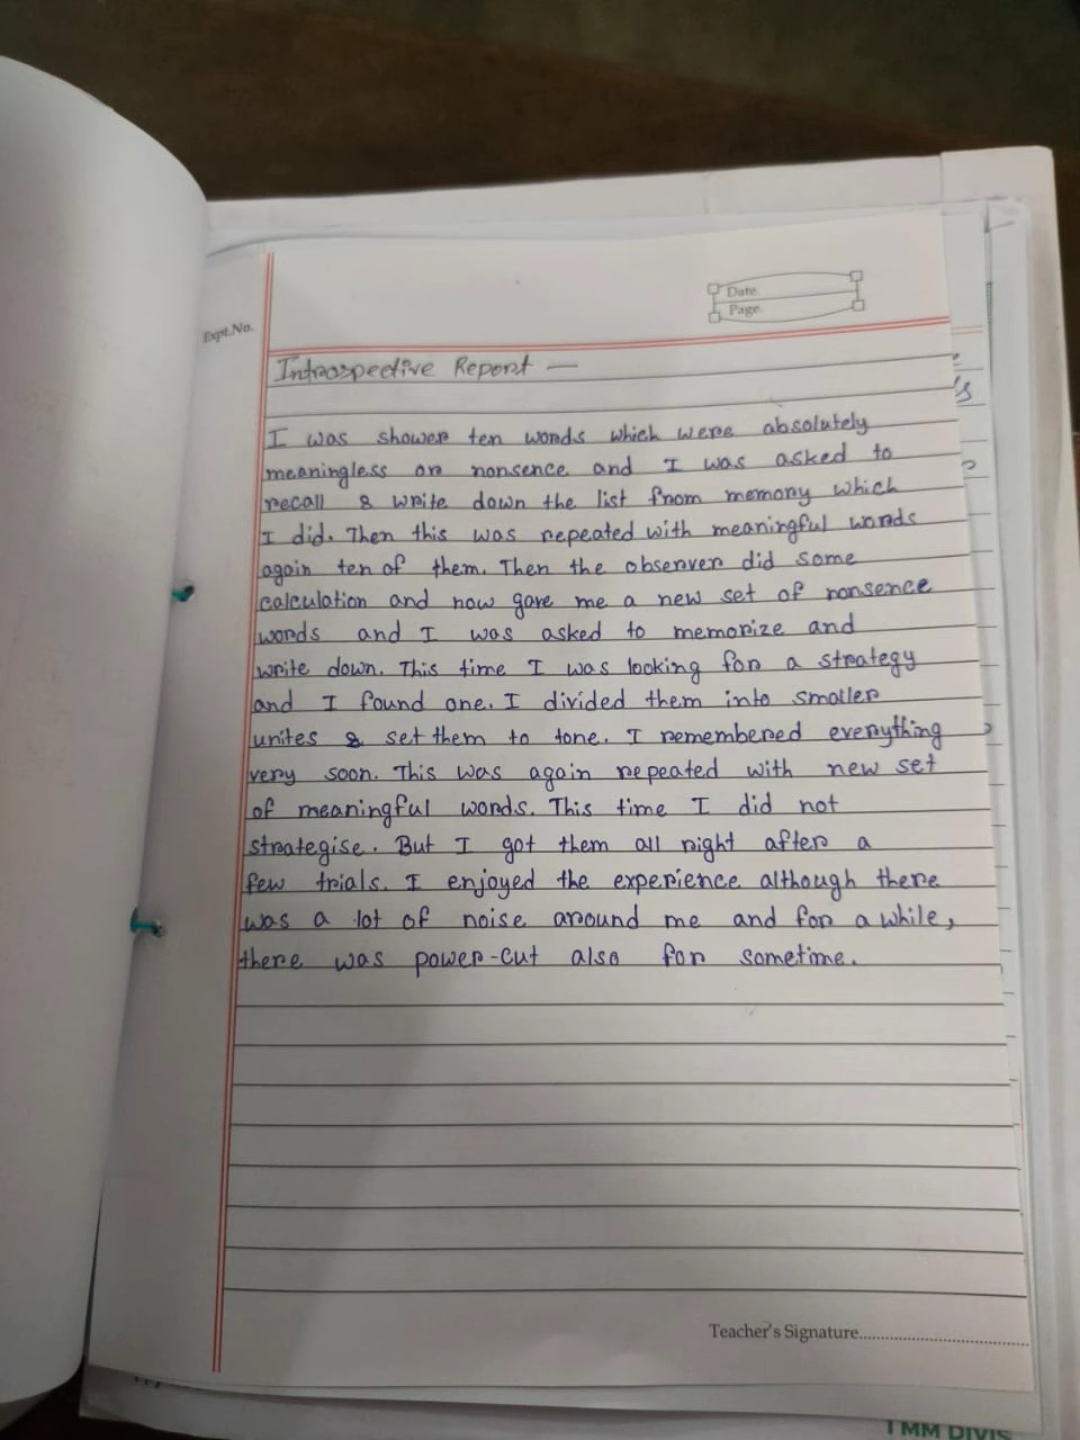 Date
Page
Expt.No.
Introspective Report —
I was shower ten words which were absolutely
meaningless or nonsence and I was asked to
recall & write down the list from memory which
I did. Then this was repeated with meaningful words
again ten of them. Then the observer did some
calculation and now gave me a new set of nonsence
words and I was asked to memorize and
write down. This time I was looking for a strategy
and I found one. I divided them into smaller
unites & set them to tone. I remembered everything
very soon. This was again repeated with new set
of meaningful words. This time I did not
strategise. But I got them all right after a
few trials. I enjoyed the experience although there
was a lot of noise around me and for a while,
there was power-cut also for sometime.
Teacher's Signature